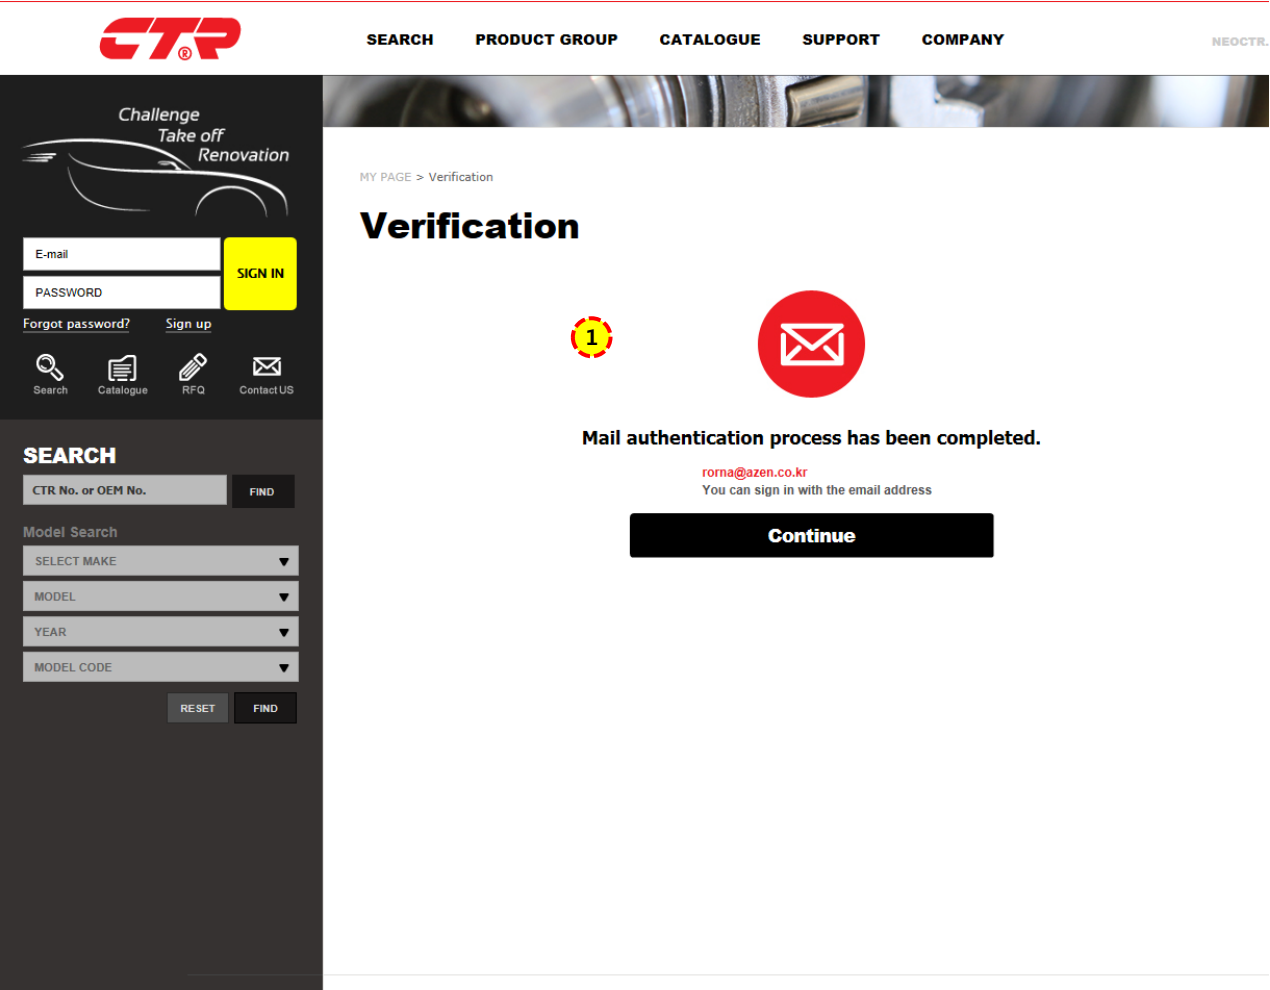 CTR®
SEARCH PRODUCT GROUP CATALOGUE SUPPORT COMPANY
NEOCTR.
Challenge
Take off
Renovation
E-mail
PASSWORD
SIGN IN
Forgot password? Sign up
Search Catalogue RFQ Contact US
SEARCH
CTR No. or OEM No. FIND
Model Search
SELECT MAKE ▼
MODEL ▼
YEAR ▼
MODEL CODE ▼
RESET FIND
MY PAGE > Verification
Verification
1
Mail authentication process has been completed.
rorna@azen.co.kr
You can sign in with the email address
Continue